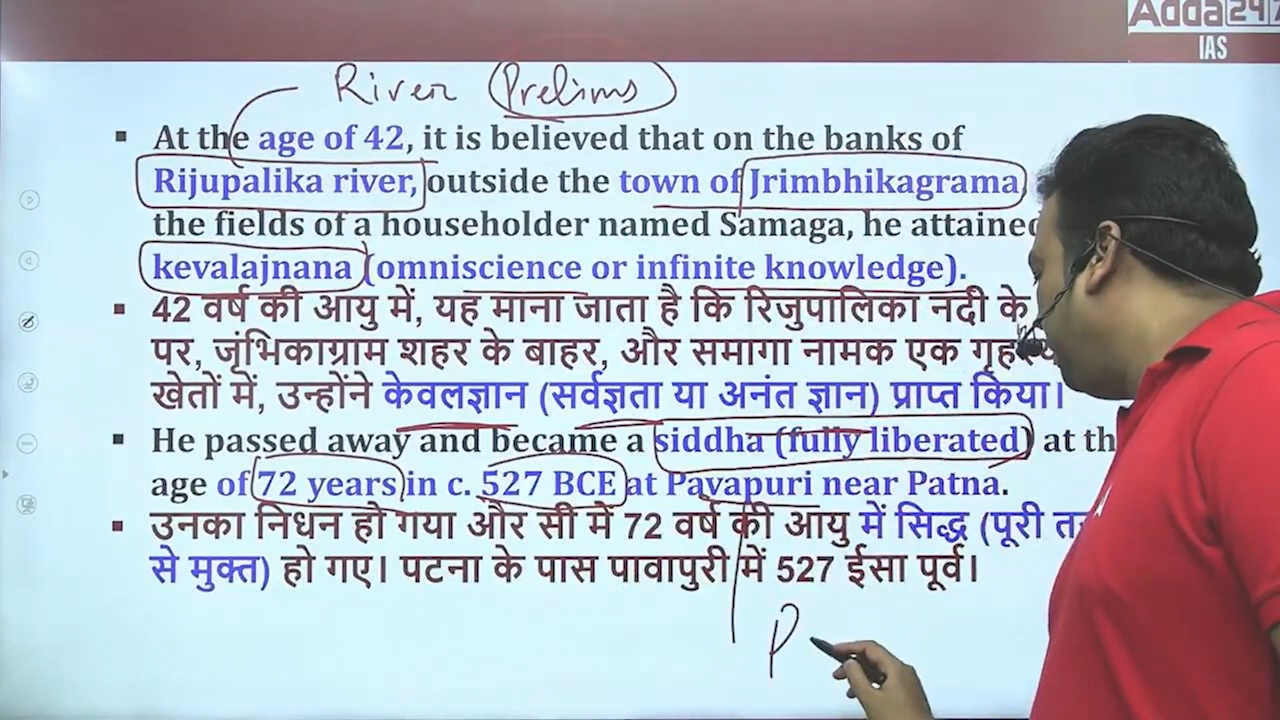 Adda247
IAS
River Prelims
▪ At the age of 42, it is believed that on the banks of
Rijupalika river, outside the town of Jrimbhikagrama,
the fields of a householder named Samaga, he attained
kevalajnana (omniscience or infinite knowledge).
▪ 42 वर्ष की आयु में, यह माना जाता है कि रिजुपालिका नदी के
पर, जृंभिकाग्राम शहर के बाहर, और समागा नामक एक
खेतों में, उन्होंने केवलज्ञान (सर्वज्ञता या अनंत ज्ञान) प्राप्त किया।
▪ He passed away and became a siddha (fully liberated) at th
age of 72 years in c. 527 BCE at Pavapuri near Patna.
▪ उनका निधन हो गया और सी में 72 वर्ष की आयु में सिद्ध (पूरी
से मुक्त) हो गए। पटना के पास पावापुरी में 527 ईसा पूर्व।
P